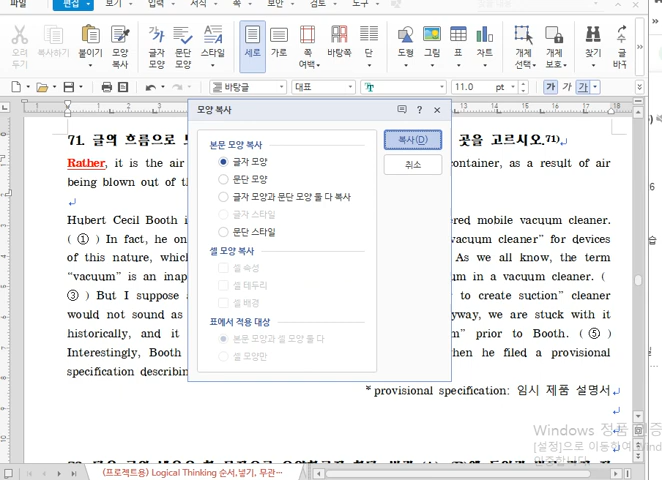 파일 편집 보기 입력 서식 쪽 보안 검토 도구
오려 두기 복사하기 붙이기 모양 복사 글자 모양 문단 모양 스타일 세로 가로 쪽 여백 바탕쪽 단 도형 그림 표 차트 개체 선택 개체 보호 찾기 글 바
바탕글 대표 11.0 pt 가 가 가
모양 복사
본문 모양 복사
글자 모양
문단 모양
글자 모양과 문단 모양 둘 다 복사
글자 스타일
문단 스타일
셀 모양 복사
셀 속성
셀 테두리
셀 배경
표에서 적용 대상
본문 모양과 셀 모양 둘 다
셀 모양만
복사(D)
취소
71. 글의 흐름으로 곳을 고르시오.71)
Rather, it is the air container, as a result of air
being blown out of th
Hubert Cecil Booth i ered mobile vacuum cleaner.
( ① ) In fact, he on vacuum cleaner” for devices
of this nature, which As we all know, the term
“vacuum” is an inap um in a vacuum cleaner. (
③ ) But I suppose a to create suction” cleaner
would not sound as yway, we are stuck with it
historically, and it m” prior to Booth. ( ⑤ )
Interestingly, Booth hen he filed a provisional
specification describin
* provisional specification: 임시 제품 설명서
Windows 정품 인증
[설정]으로 이동하여 Windows
인증합니다.
(프로젝트용) Logical Thinking 순서,넣기, 무관···